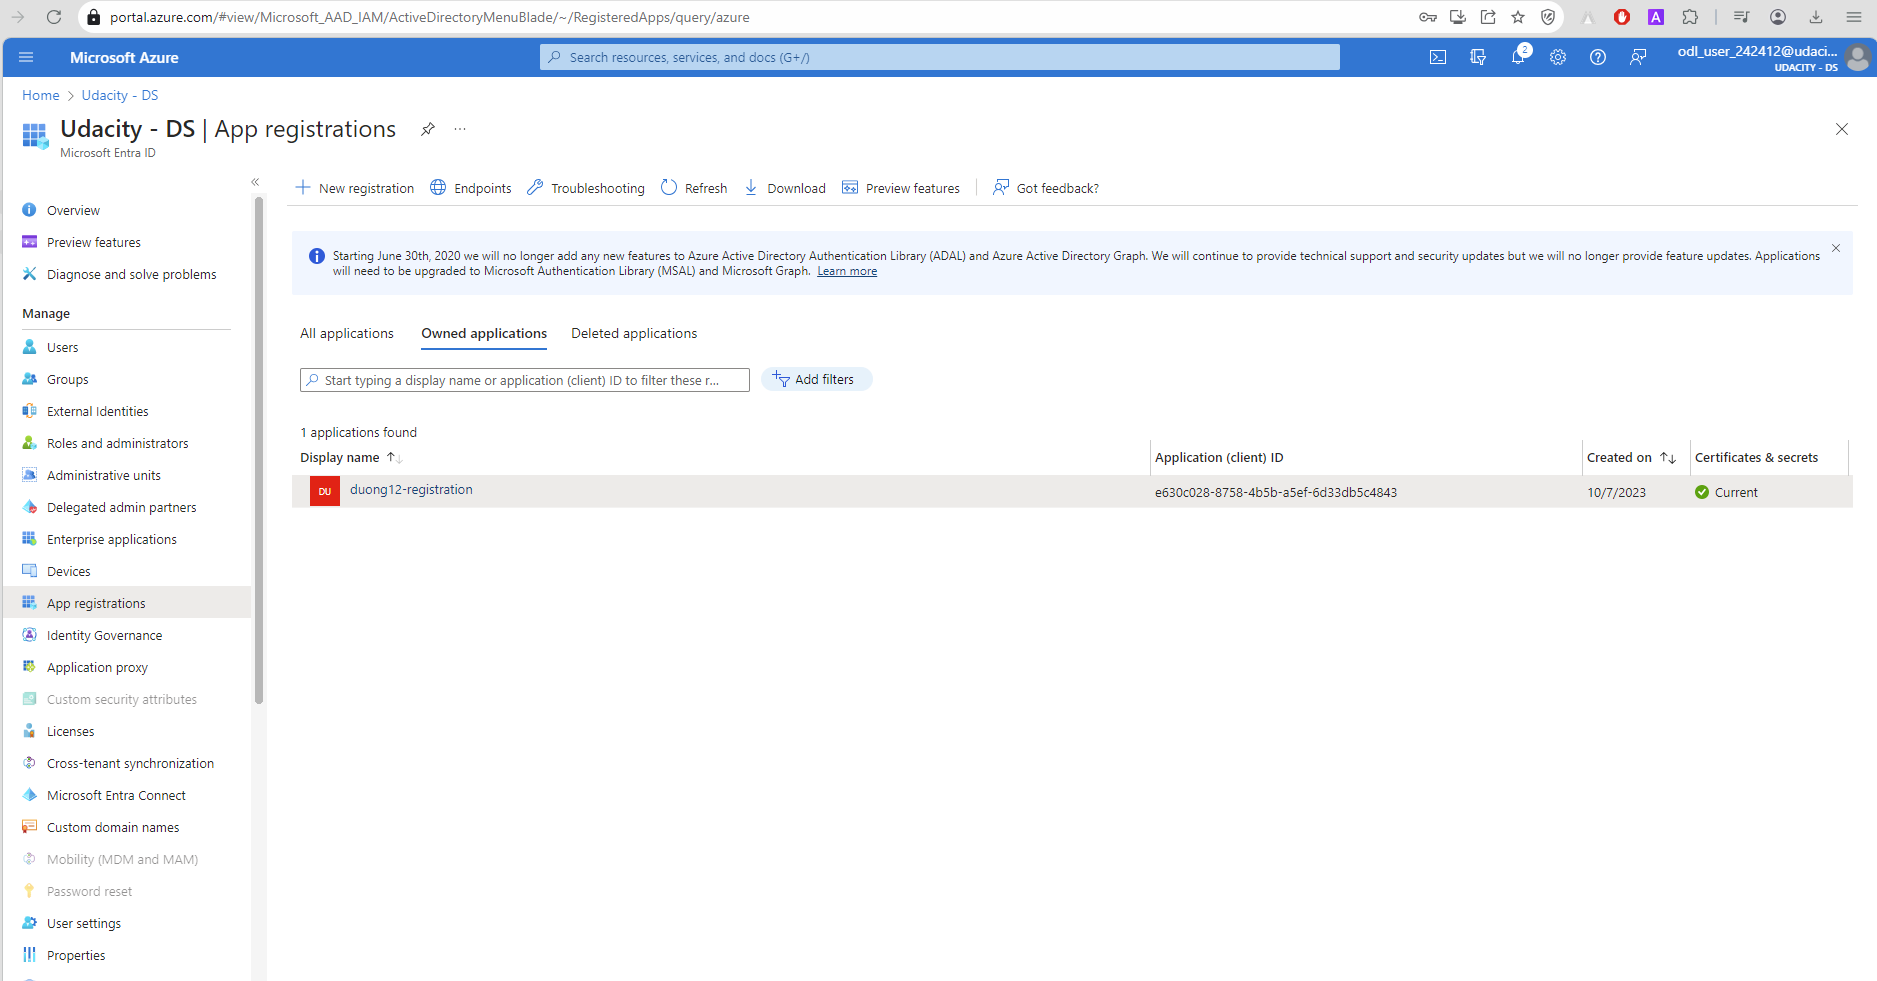 portal.azure.com/#view/Microsoft_AAD_IAM/ActiveDirectoryMenuBlade/~/RegisteredApps/query/azure
A
Microsoft Azure
Search resources, services, and docs (G+/)
2
odl_user_242412@udaci...
UDACITY - DS
Home > Udacity - DS
Udacity - DS | App registrations
Microsoft Entra ID
Overview
Preview features
Diagnose and solve problems
Manage
Users
Groups
External Identities
Roles and administrators
Administrative units
Delegated admin partners
Enterprise applications
Devices
App registrations
Identity Governance
Application proxy
Custom security attributes
Licenses
Cross-tenant synchronization
Microsoft Entra Connect
Custom domain names
Mobility (MDM and MAM)
Password reset
User settings
Properties
New registration Endpoints Troubleshooting Refresh Download Preview features Got feedback?
Starting June 30th, 2020 we will no longer add any new features to Azure Active Directory Authentication Library (ADAL) and Azure Active Directory Graph. We will continue to provide technical support and security updates but we will no longer provide feature updates. Applications
will need to be upgraded to Microsoft Authentication Library (MSAL) and Microsoft Graph. Learn more
All applications Owned applications Deleted applications
Start typing a display name or application (client) ID to filter these r...
Add filters
1 applications found
Display name Application (client) ID Created on Certificates & secrets
DU duong12-registration e630c028-8758-4b5b-a5ef-6d33db5c4843 10/7/2023 Current